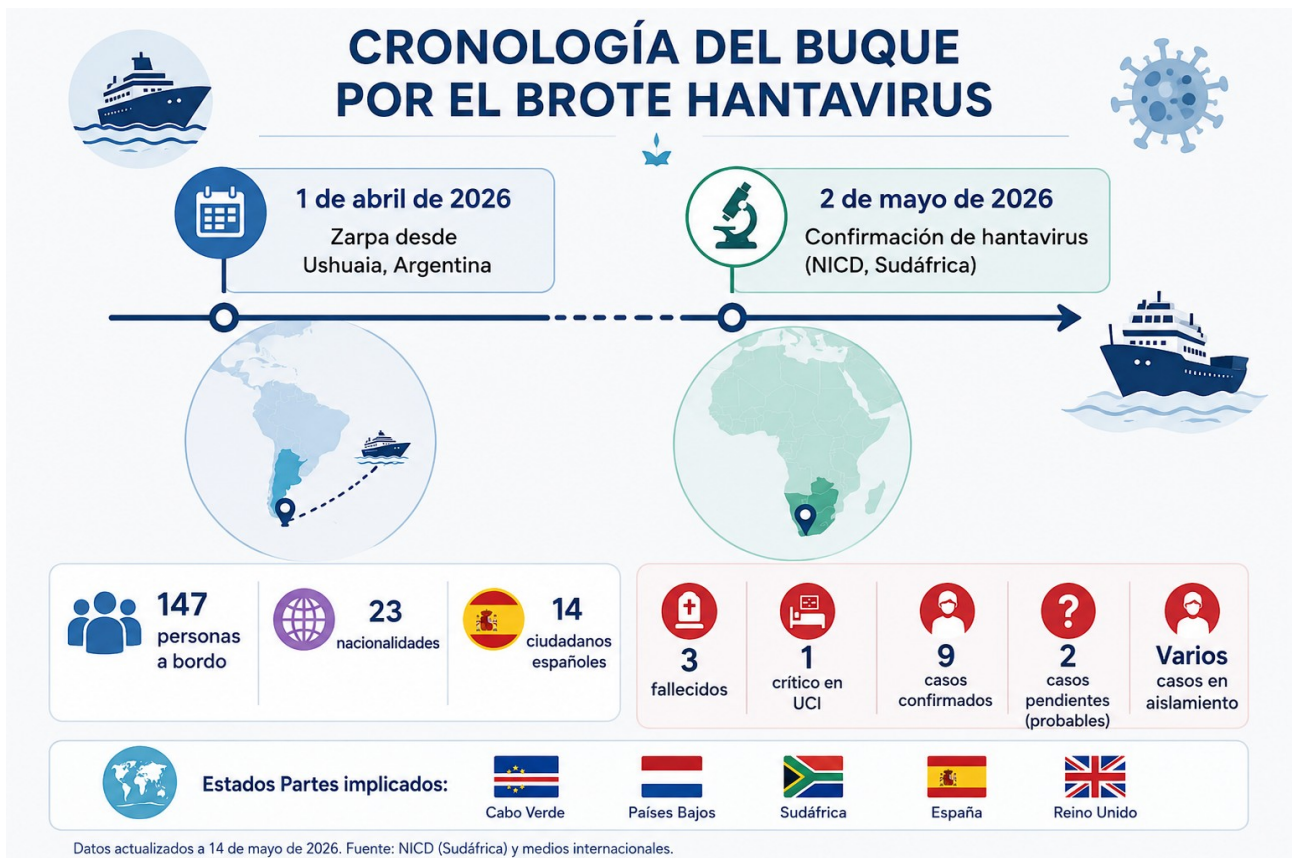 CRONOLOGÍA DEL BUQUE
POR EL BROTE HANTAVIRUS
1 de abril de 2026
Zarpa desde
Ushuaia, Argentina
2 de mayo de 2026
Confirmación de hantavirus
(NICD, Sudáfrica)
147
personas
a bordo
23
nacionalidades
14
ciudadanos
españoles
3
fallecidos
1
crítico en
UCI
9
casos
confirmados
2
casos
pendientes
(probables)
Varios
casos en
aislamiento
Estados Partes implicados:
Cabo Verde
Países Bajos
Sudáfrica
España
Reino Unido
Datos actualizados a 14 de mayo de 2026. Fuente: NICD (Sudáfrica) y medios internacionales.